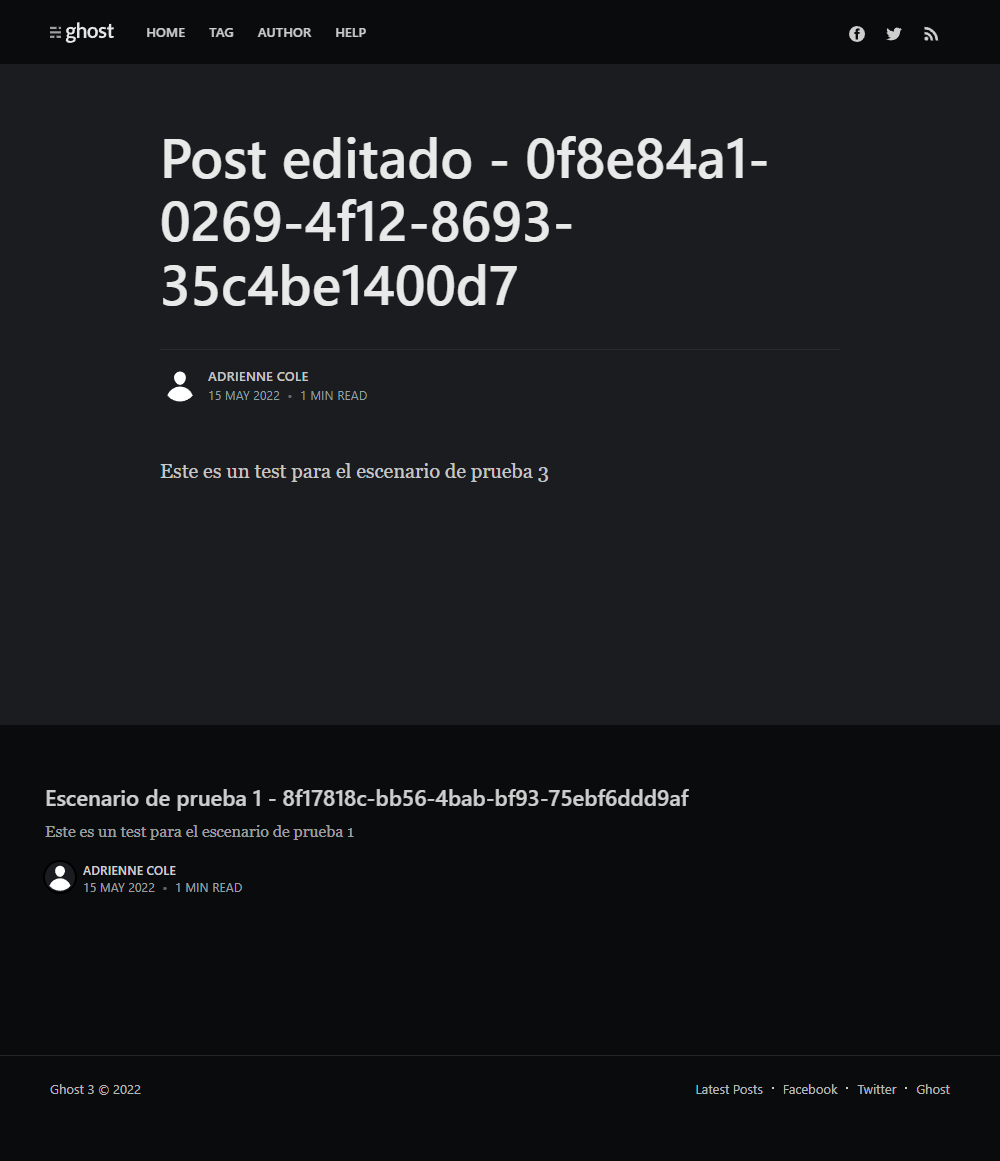 ghost HOME TAG AUTHOR HELP
Post editado - 0f8e84a1-
0269-4f12-8693-
35c4be1400d7
ADRIENNE COLE
15 MAY 2022 • 1 MIN READ
Este es un test para el escenario de prueba 3
Escenario de prueba 1 - 8f17818c-bb56-4bab-bf93-75ebf6ddd9af
Este es un test para el escenario de prueba 1
ADRIENNE COLE
15 MAY 2022 • 1 MIN READ
Ghost 3 © 2022 Latest Posts · Facebook · Twitter · Ghost